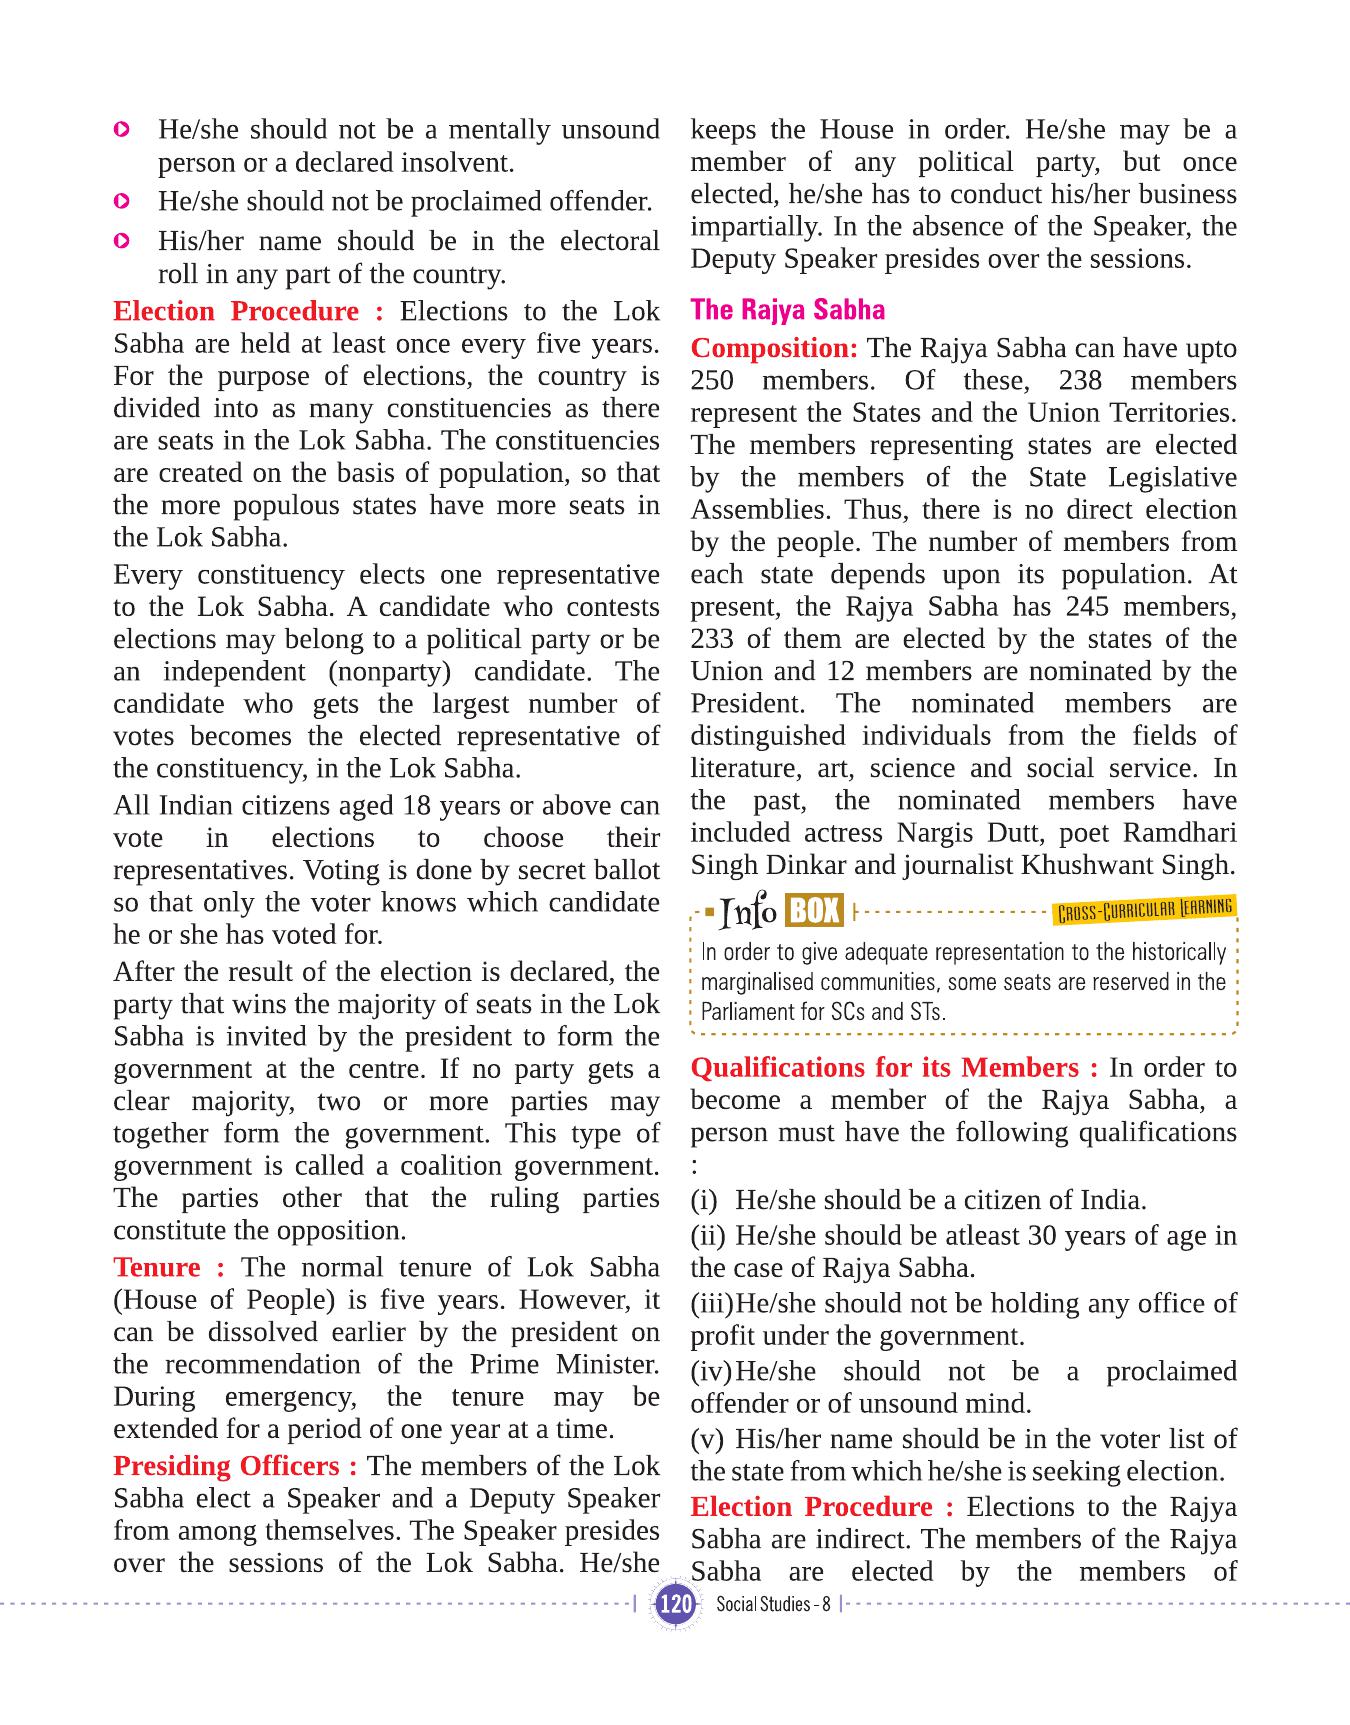 He/she should not be a mentally unsound
person or a declared insolvent.
He/she should not be proclaimed offender.
His/her name should be in the electoral
roll in any part of the country.
Election Procedure : Elections to the Lok
Sabha are held at least once every five years.
For the purpose of elections, the country is
divided into as many constituencies as there
are seats in the Lok Sabha. The constituencies
are created on the basis of population, so that
the more populous states have more seats in
the Lok Sabha.
Every constituency elects one representative
to the Lok Sabha. A candidate who contests
elections may belong to a political party or be
an independent (nonparty) candidate. The
candidate who gets the largest number of
votes becomes the elected representative of
the constituency, in the Lok Sabha.
All Indian citizens aged 18 years or above can
vote in elections to choose their
representatives. Voting is done by secret ballot
so that only the voter knows which candidate
he or she has voted for.
After the result of the election is declared, the
party that wins the majority of seats in the Lok
Sabha is invited by the president to form the
government at the centre. If no party gets a
clear majority, two or more parties may
together form the government. This type of
government is called a coalition government.
The parties other that the ruling parties
constitute the opposition.
Tenure : The normal tenure of Lok Sabha
(House of People) is five years. However, it
can be dissolved earlier by the president on
the recommendation of the Prime Minister.
During emergency, the tenure may be
extended for a period of one year at a time.
Presiding Officers : The members of the Lok
Sabha elect a Speaker and a Deputy Speaker
from among themselves. The Speaker presides
over the sessions of the Lok Sabha. He/she
keeps the House in order. He/she may be a
member of any political party, but once
elected, he/she has to conduct his/her business
impartially. In the absence of the Speaker, the
Deputy Speaker presides over the sessions.
The Rajya Sabha
Composition: The Rajya Sabha can have upto
250 members. Of these, 238 members
represent the States and the Union Territories.
The members representing states are elected
by the members of the State Legislative
Assemblies. Thus, there is no direct election
by the people. The number of members from
each state depends upon its population. At
present, the Rajya Sabha has 245 members,
233 of them are elected by the states of the
Union and 12 members are nominated by the
President. The nominated members are
distinguished individuals from the fields of
literature, art, science and social service. In
the past, the nominated members have
included actress Nargis Dutt, poet Ramdhari
Singh Dinkar and journalist Khushwant Singh.
Info BOX
Cross-Curricular Learning
In order to give adequate representation to the historically
marginalised communities, some seats are reserved in the
Parliament for SCs and STs.
Qualifications for its Members : In order to
become a member of the Rajya Sabha, a
person must have the following qualifications
:
(i) He/she should be a citizen of India.
(ii) He/she should be atleast 30 years of age in
the case of Rajya Sabha.
(iii)He/she should not be holding any office of
profit under the government.
(iv)He/she should not be a proclaimed
offender or of unsound mind.
(v) His/her name should be in the voter list of
the state from which he/she is seeking election.
Election Procedure : Elections to the Rajya
Sabha are indirect. The members of the Rajya
Sabha are elected by the members of
120 Social Studies - 8